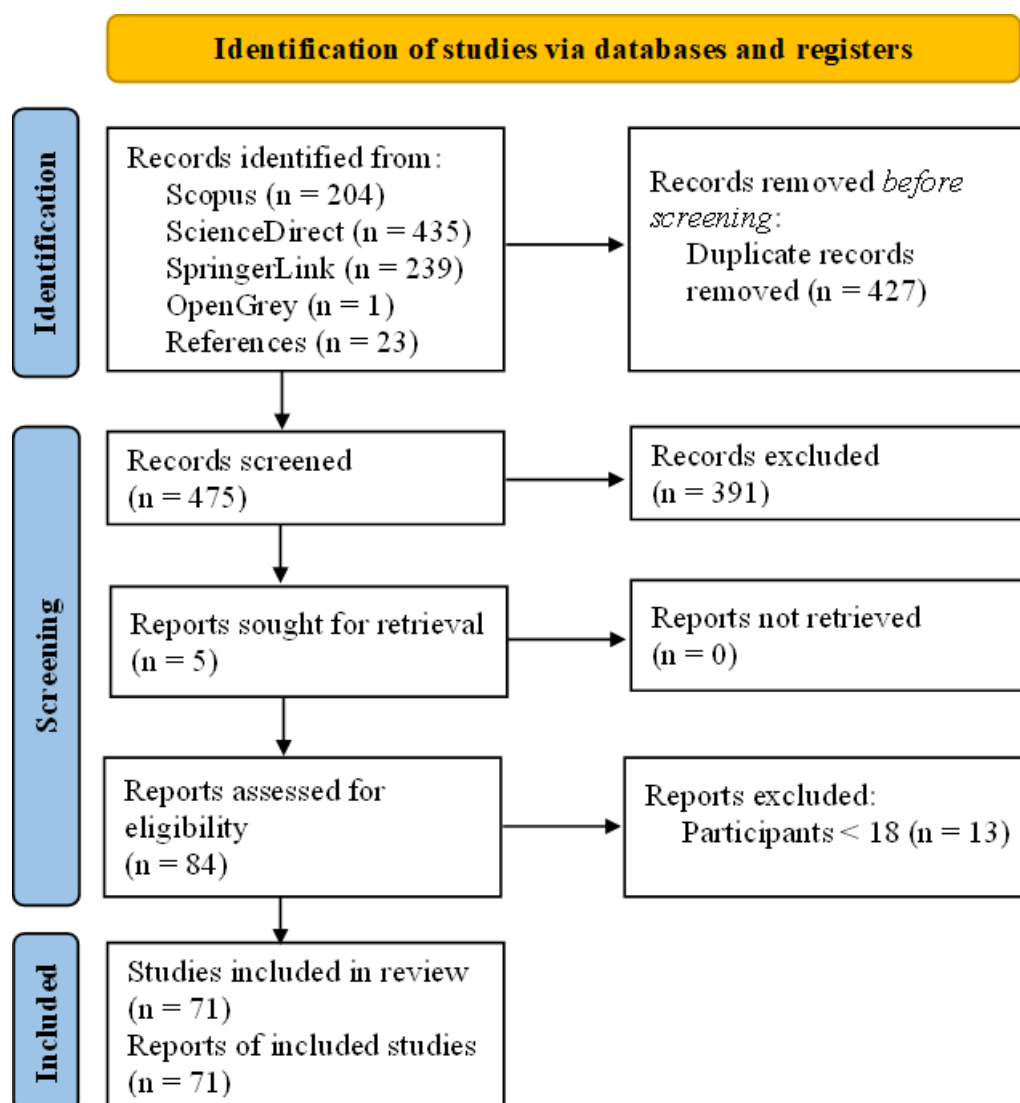 Identification of studies via databases and registers
Identification
Records identified from:
Scopus (n = 204)
ScienceDirect (n = 435)
SpringerLink (n = 239)
OpenGrey (n = 1)
References (n = 23)
Records removed before
screening:
Duplicate records
removed (n = 427)
Screening
Records screened
(n = 475)
Records excluded
(n = 391)
Reports sought for retrieval
(n = 5)
Reports not retrieved
(n = 0)
Reports assessed for
eligibility
(n = 84)
Reports excluded:
Participants < 18 (n = 13)
Included
Studies included in review
(n = 71)
Reports of included studies
(n = 71)